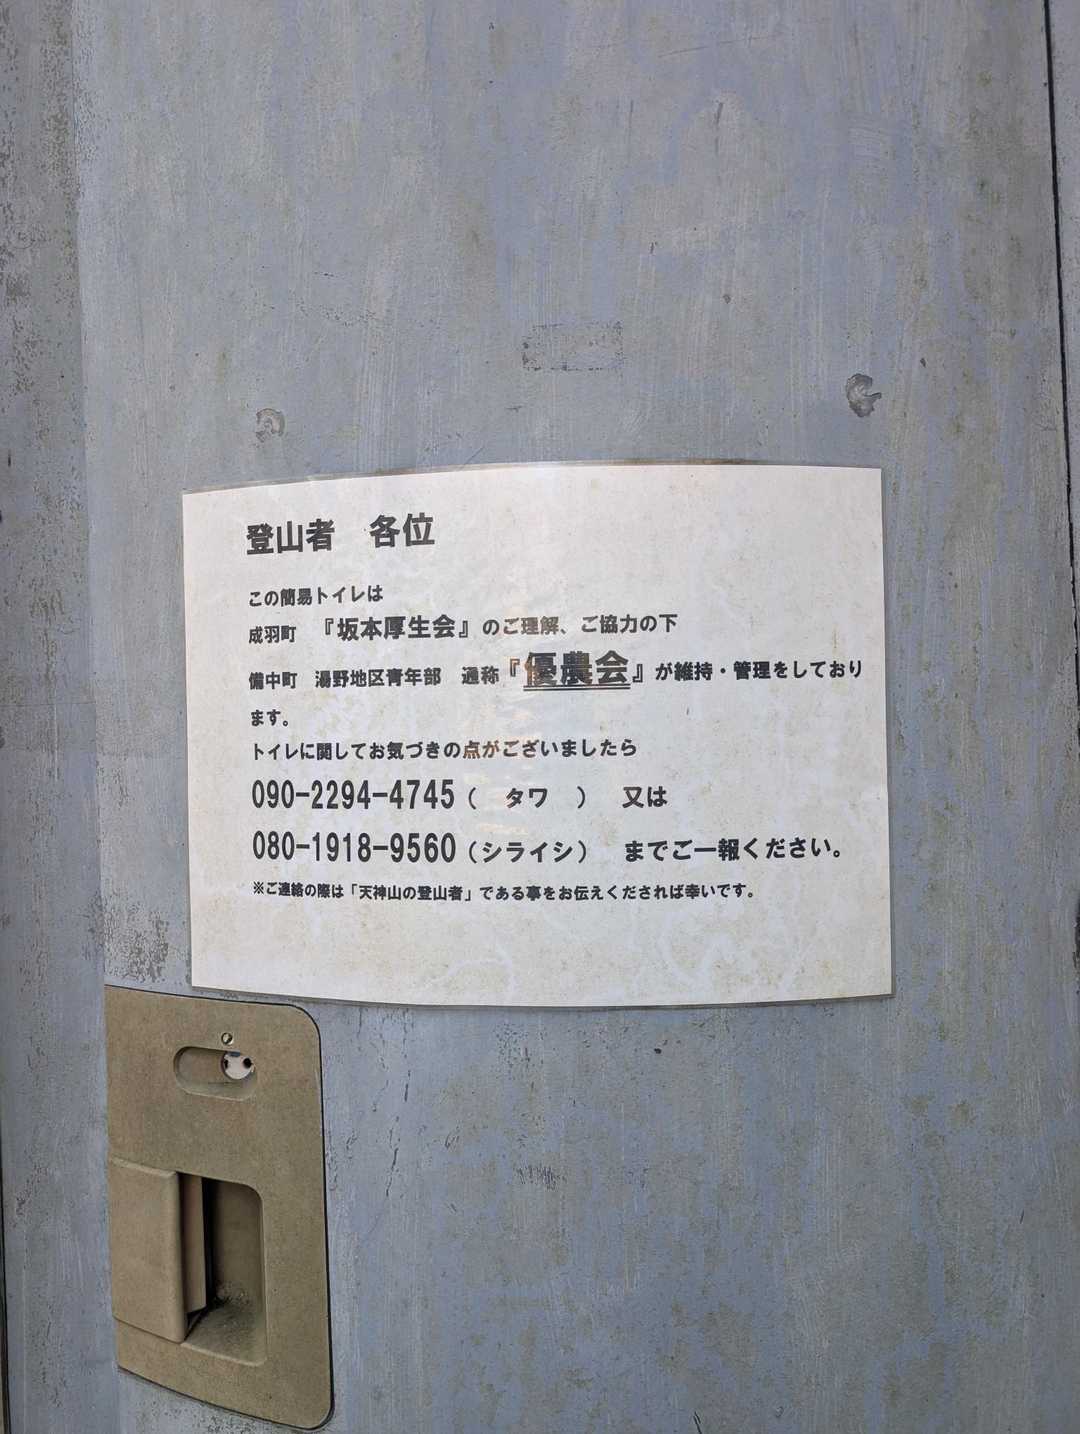 登山者　各位
この簡易トイレは
成羽町　『坂本厚生会』のご理解、ご協力の下
備中町　湯野地区青年部　通称『優農会』が維持・管理をしており
ます。
トイレに関してお気づきの点がございましたら
090-2294-4745（　タワ　）　又は
080-1918-9560（シライシ）　までご一報ください。
※ご連絡の際は「天神山の登山者」である事をお伝えくだされば幸いです。